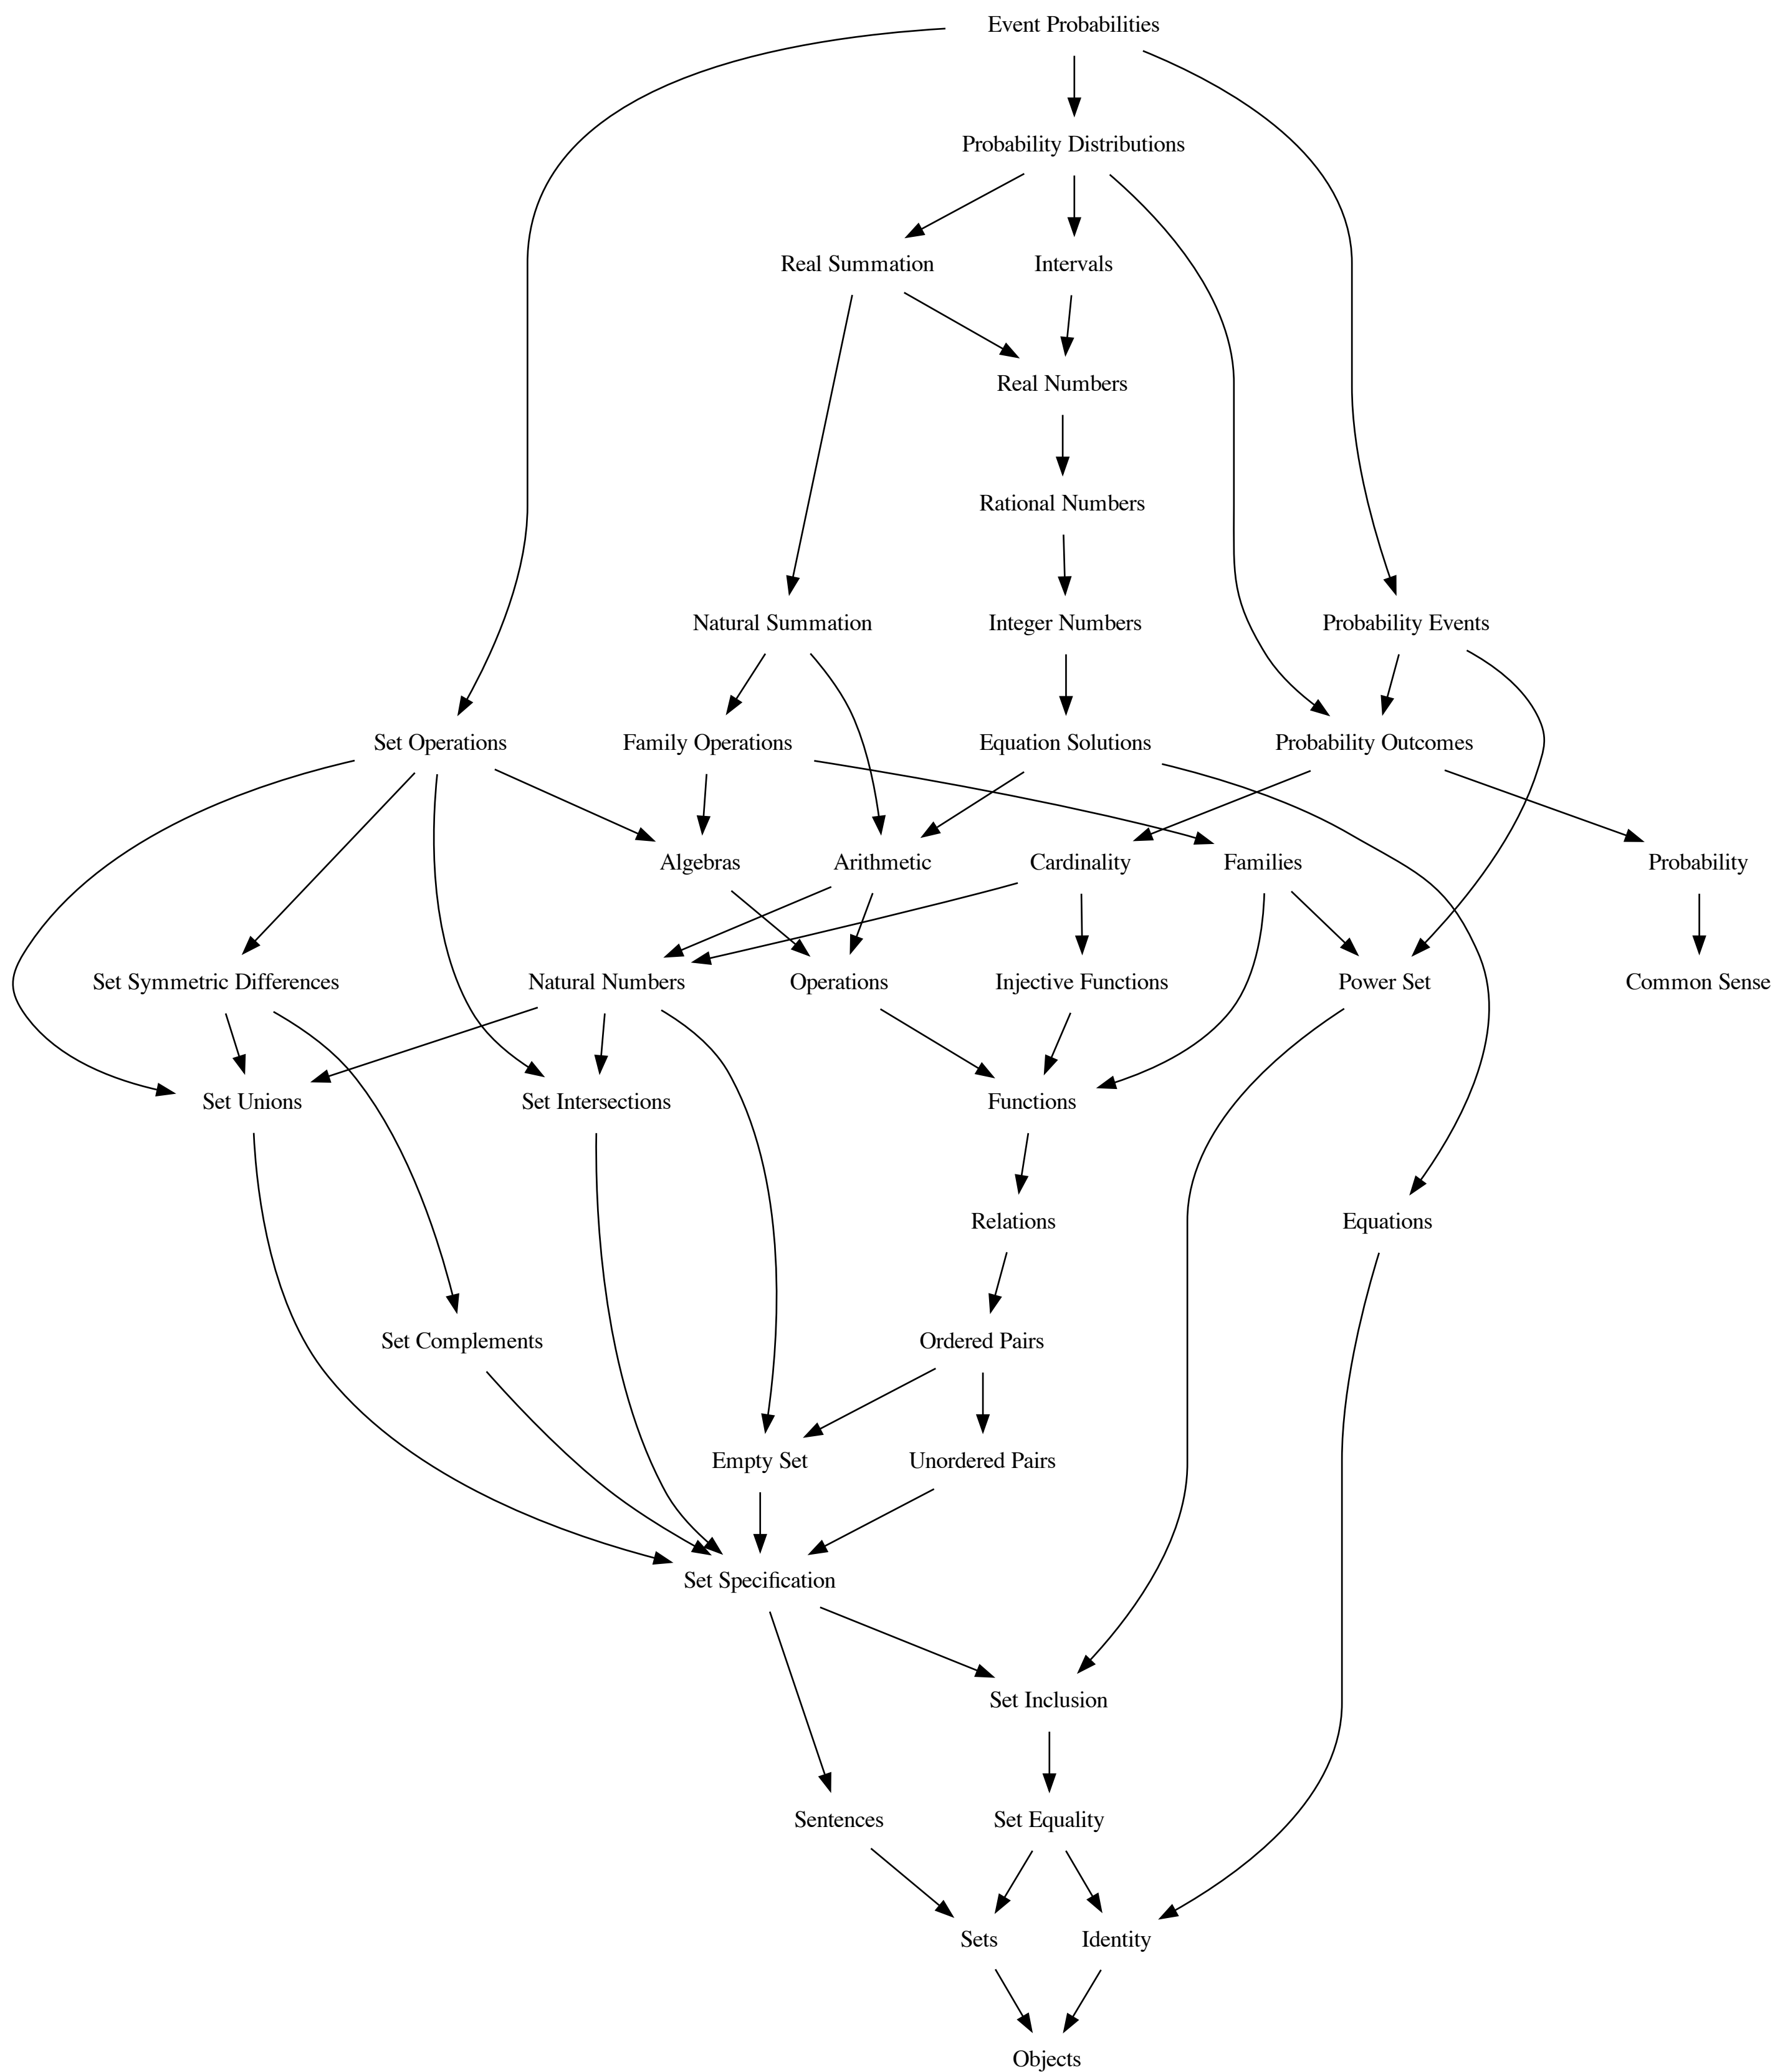 Event Probabilities
Probability Distributions
Real Summation
Intervals
Real Numbers
Rational Numbers
Natural Summation
Integer Numbers
Probability Events
Set Operations
Family Operations
Equation Solutions
Probability Outcomes
Algebras
Arithmetic
Cardinality
Families
Probability
Set Symmetric Differences
Natural Numbers
Operations
Injective Functions
Power Set
Common Sense
Set Unions
Set Intersections
Functions
Relations
Equations
Set Complements
Ordered Pairs
Empty Set
Unordered Pairs
Set Specification
Set Inclusion
Sentences
Set Equality
Sets
Identity
Objects